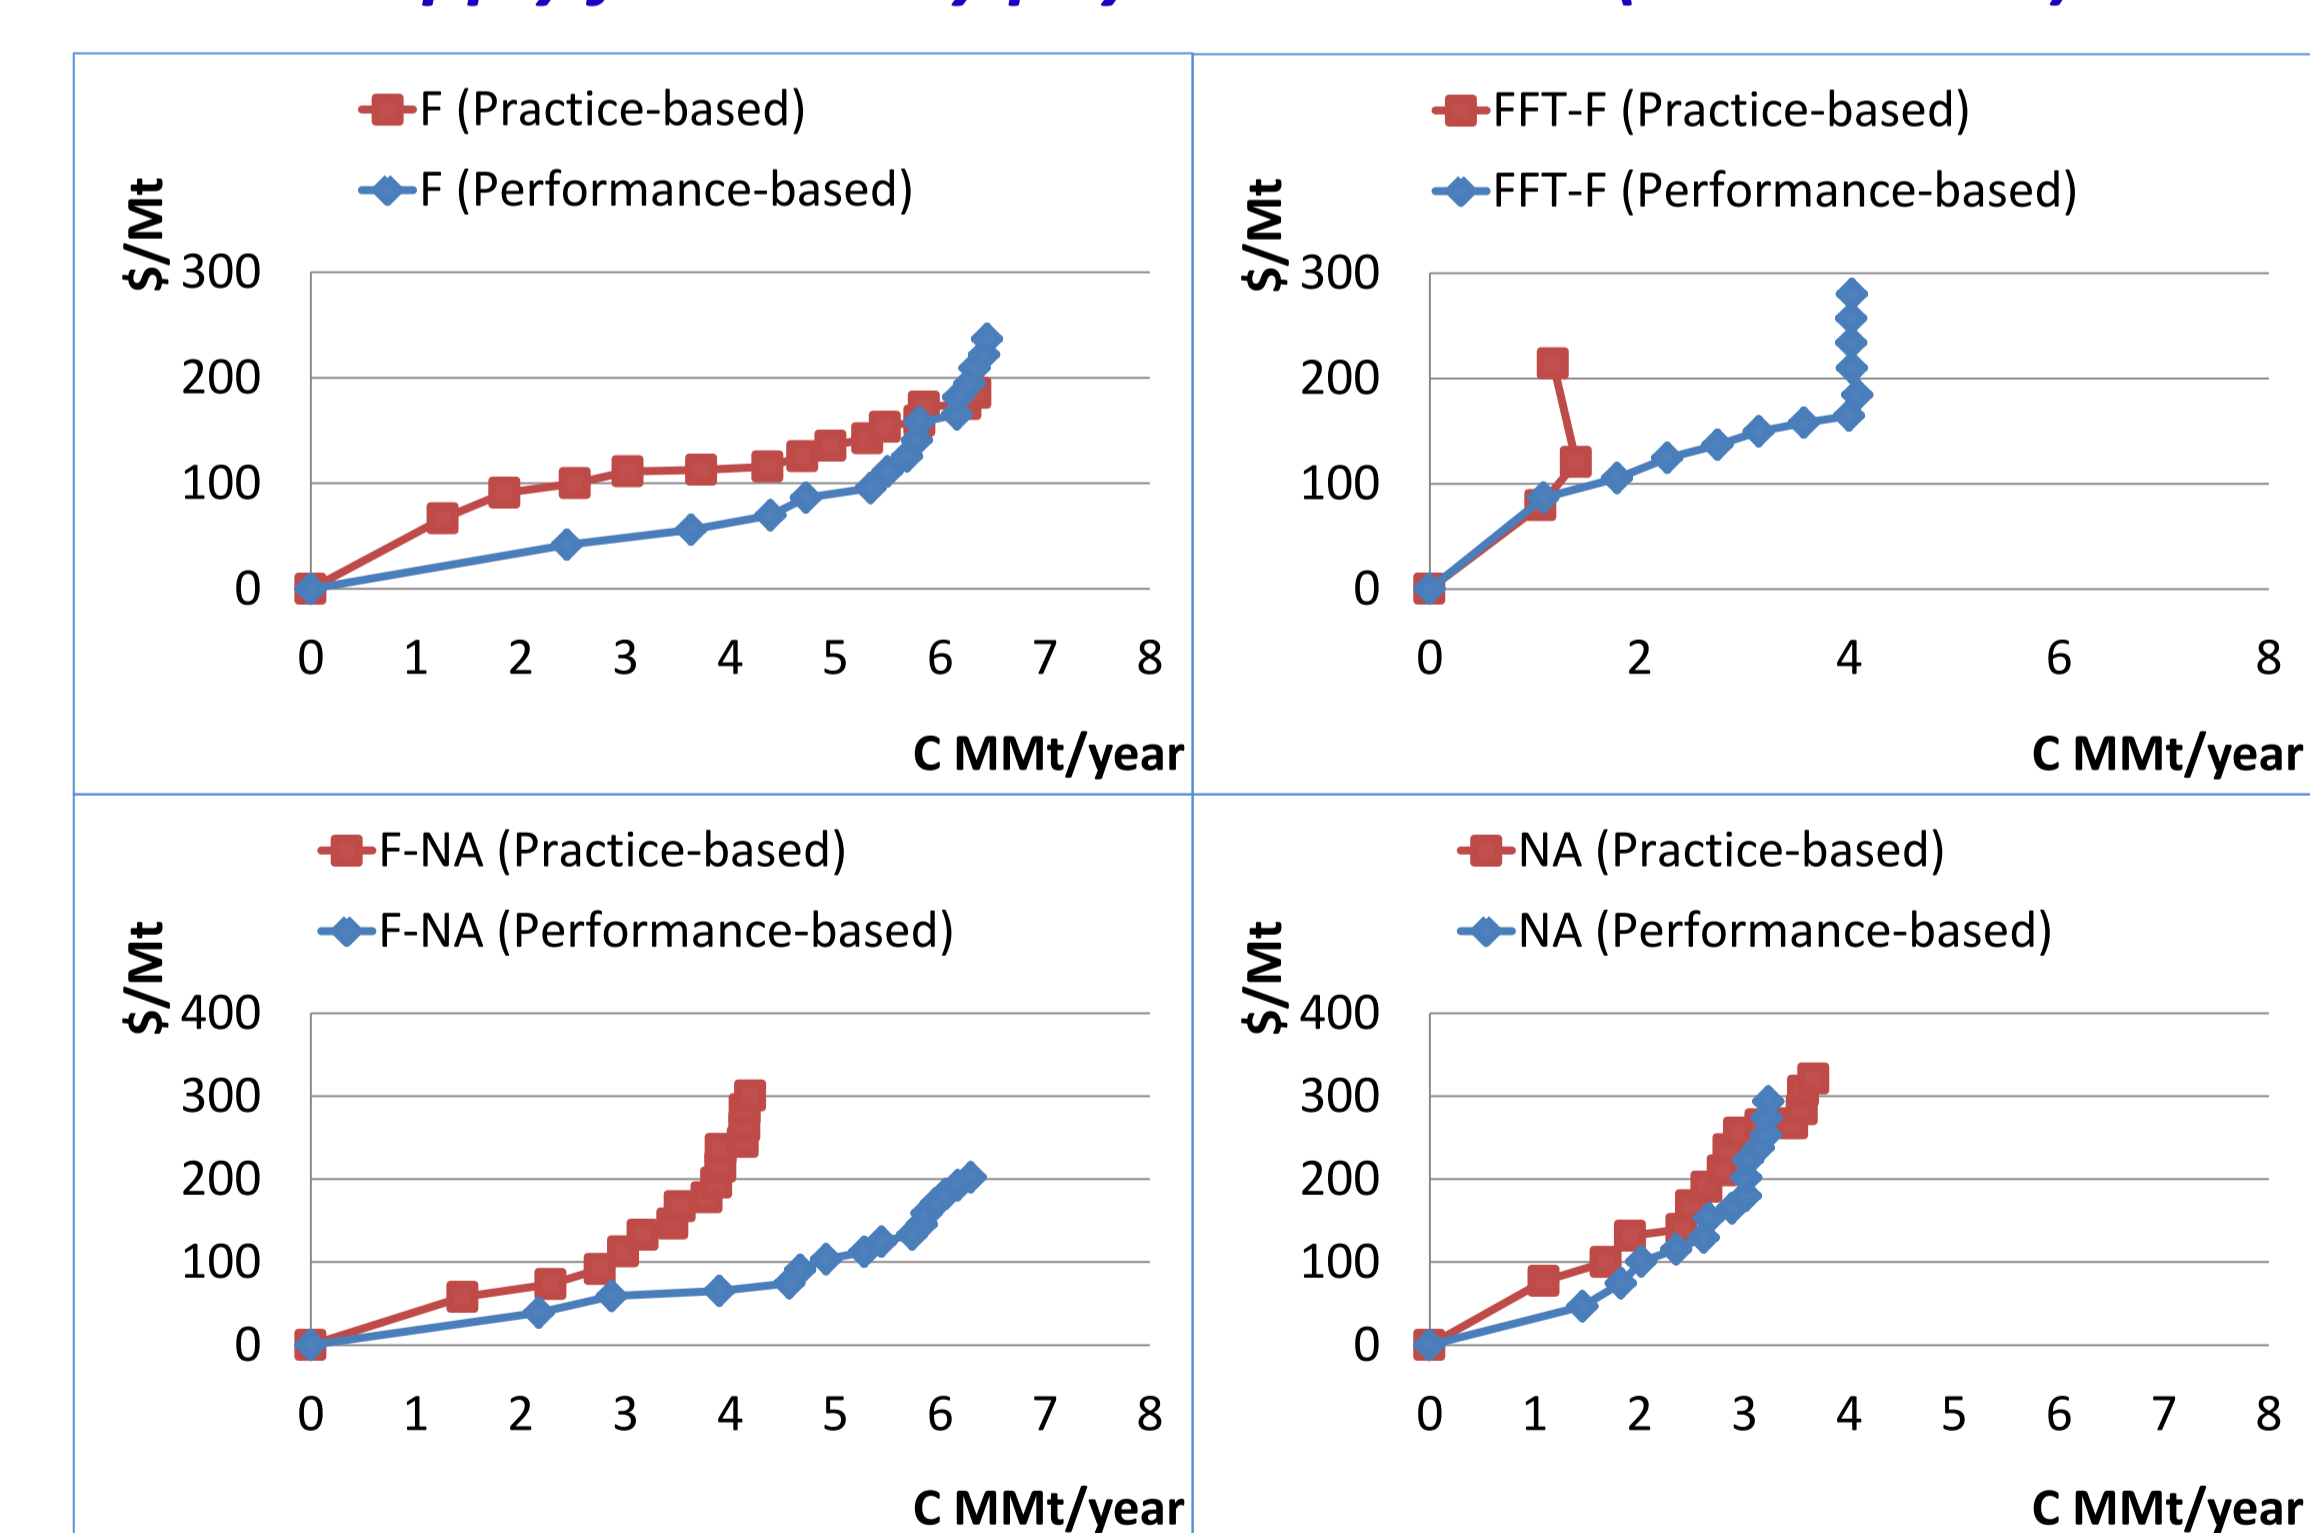 F (Practice-based)
F (Performance-based)
$/Mt
300
200
100
0
0 1 2 3 4 5 6 7 8
C MMt/year
FFT-F (Practice-based)
FFT-F (Performance-based)
$/Mt
300
200
100
0
0 2 4 6 8
C MMt/year
F-NA (Practice-based)
F-NA (Performance-based)
$/Mt
400
300
200
100
0
0 1 2 3 4 5 6 7 8
C MMt/year
NA (Practice-based)
NA (Performance-based)
$/Mt
400
300
200
100
0
0 1 2 3 4 5 6 7 8
C MMt/year